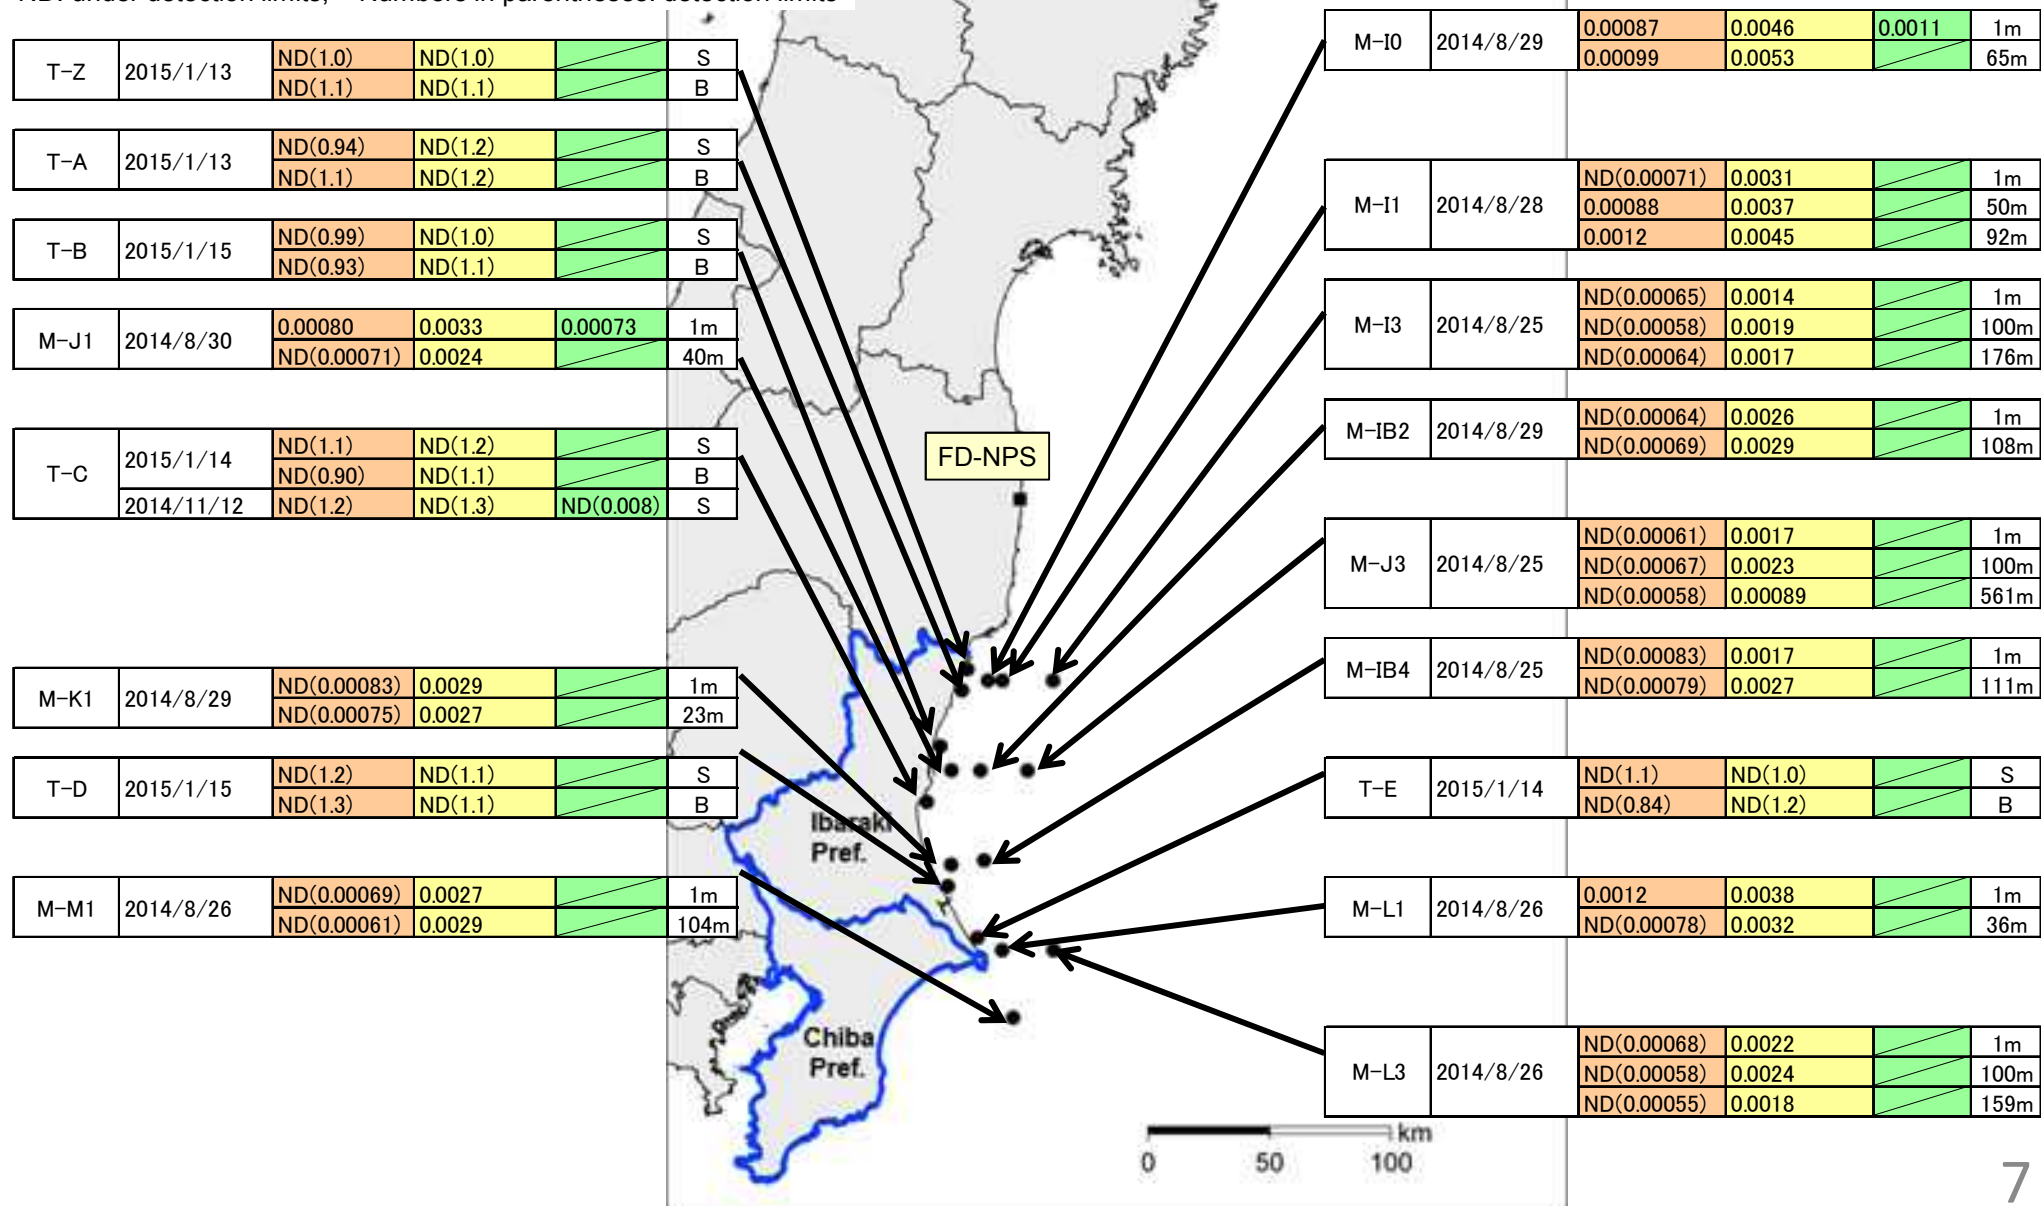 ND: under detection limits, Numbers in parentheses: detection limits
T-Z 2015/1/13 ND(1.0) ND(1.0) S
ND(1.1) ND(1.1) B
T-A 2015/1/13 ND(0.94) ND(1.2) S
ND(1.1) ND(1.2) B
T-B 2015/1/15 ND(0.99) ND(1.0) S
ND(0.93) ND(1.1) B
M-J1 2014/8/30 0.00080 0.0033 0.00073 1m
ND(0.00071) 0.0024 40m
T-C 2015/1/14 ND(1.1) ND(1.2) S
ND(0.90) ND(1.1) B
2014/11/12 ND(1.2) ND(1.3) ND(0.008) S
M-K1 2014/8/29 ND(0.00083) 0.0029 1m
ND(0.00075) 0.0027 23m
T-D 2015/1/15 ND(1.2) ND(1.1) S
ND(1.3) ND(1.1) B
M-M1 2014/8/26 ND(0.00069) 0.0027 1m
ND(0.00061) 0.0029 104m
FD-NPS
Ibaraki
Pref.
Chiba
Pref.
km
0 50 100
M-I0 2014/8/29 0.00087 0.0046 0.0011 1m
0.00099 0.0053 65m
M-I1 2014/8/28 ND(0.00071) 0.0031 1m
0.00088 0.0037 50m
0.0012 0.0045 92m
M-I3 2014/8/25 ND(0.00065) 0.0014 1m
ND(0.00058) 0.0019 100m
ND(0.00064) 0.0017 176m
M-IB2 2014/8/29 ND(0.00064) 0.0026 1m
ND(0.00069) 0.0029 108m
M-J3 2014/8/25 ND(0.00061) 0.0017 1m
ND(0.00067) 0.0023 100m
ND(0.00058) 0.00089 561m
M-IB4 2014/8/25 ND(0.00083) 0.0017 1m
ND(0.00079) 0.0027 111m
T-E 2015/1/14 ND(1.1) ND(1.0) S
ND(0.84) ND(1.2) B
M-L1 2014/8/26 0.0012 0.0038 1m
ND(0.00078) 0.0032 36m
M-L3 2014/8/26 ND(0.00068) 0.0022 1m
ND(0.00058) 0.0024 100m
ND(0.00055) 0.0018 159m
7